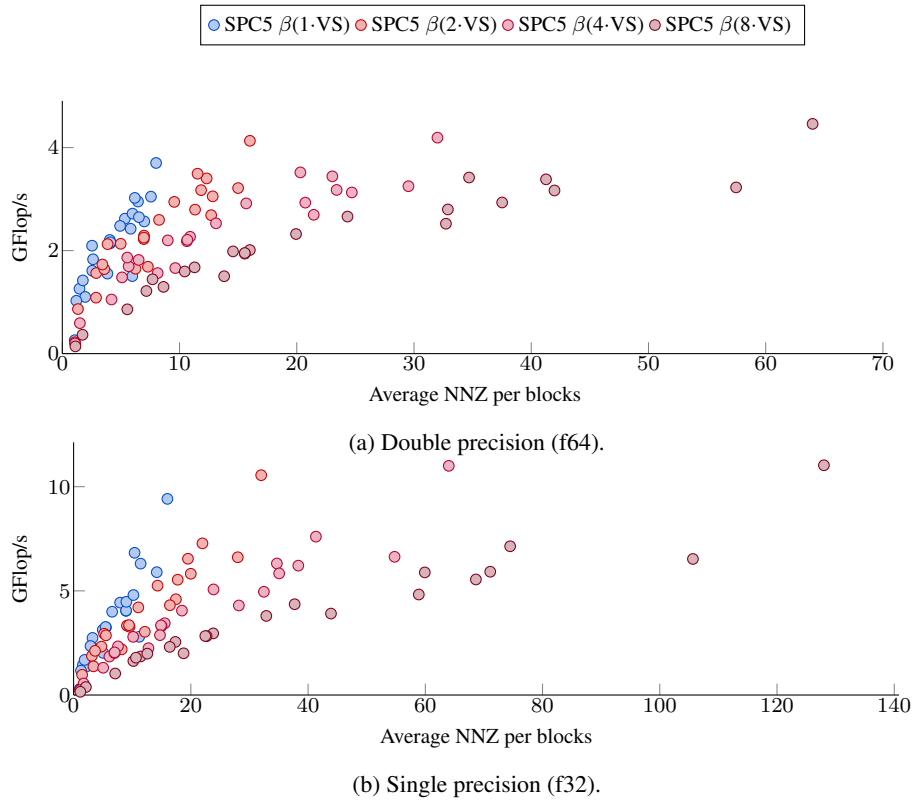 SPC5 β(1·VS) SPC5 β(2·VS) SPC5 β(4·VS) SPC5 β(8·VS)
GFlop/s
4
2
0
0 10 20 30 40 50 60 70
Average NNZ per blocks
(a) Double precision (f64).
GFlop/s
10
5
0
0 20 40 60 80 100 120 140
Average NNZ per blocks
(b) Single precision (f32).